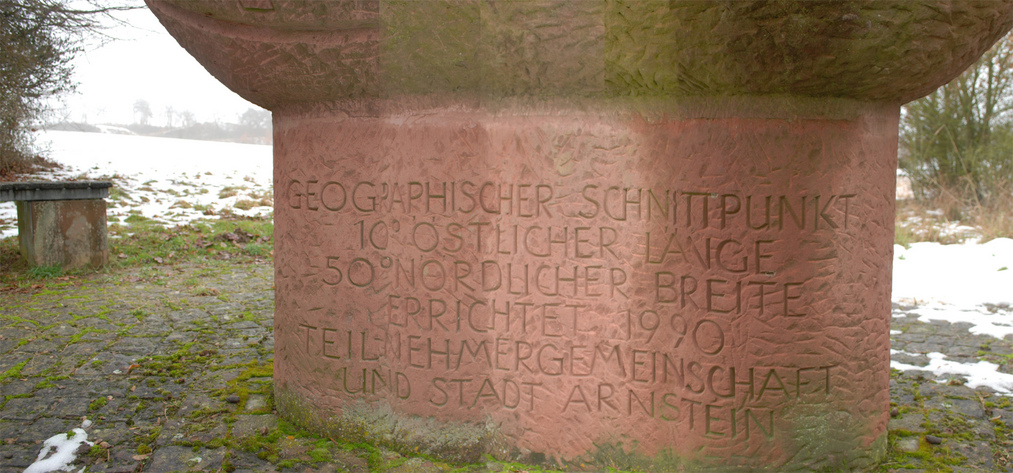 GEOGRAPHISCHER SCHNITTPUNKT
10° ÖSTLICHER LÄNGE
50° NÖRDLICHER BREITE
ERRICHTET 1990
TEILNEHMERGEMEINSCHAFT
UND STADT ARNSTEIN